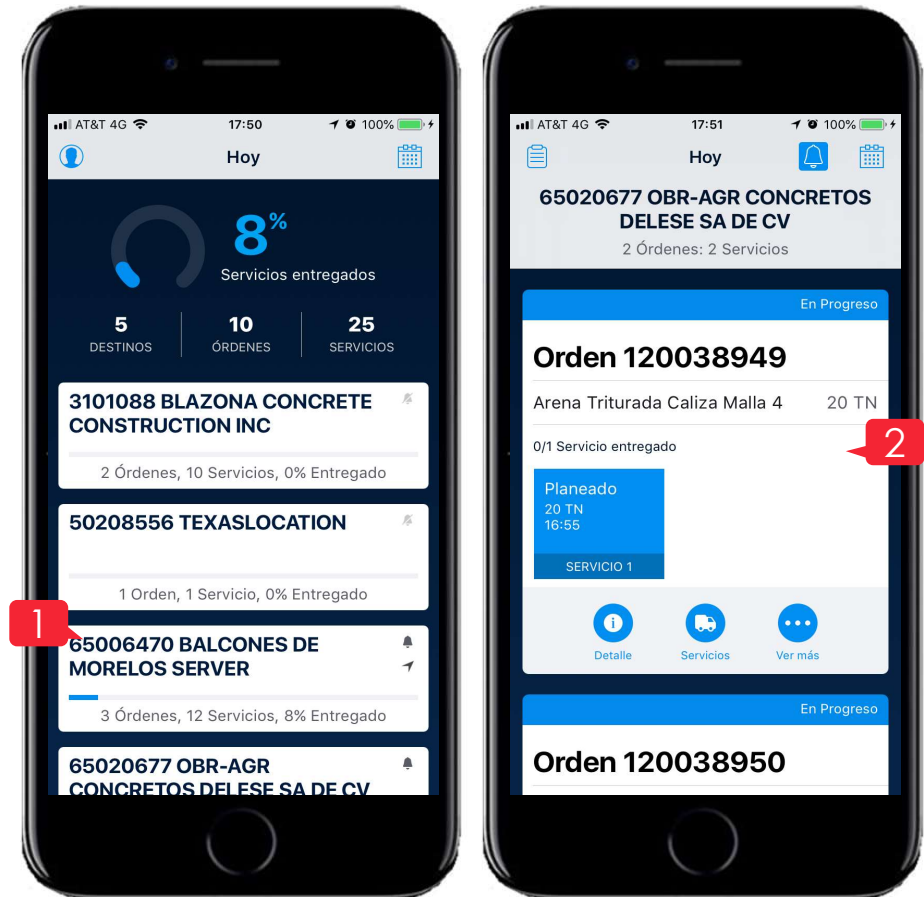 AT&T 4G 17:50 100%
Hoy
8%
Servicios entregados
5 10 25
DESTINOS ÓRDENES SERVICIOS
3101088 BLAZONA CONCRETE
CONSTRUCTION INC
2 Órdenes, 10 Servicios, 0% Entregado
50208556 TEXASLOCATION
1 Orden, 1 Servicio, 0% Entregado
1
65006470 BALCONES DE
MORELOS SERVER
3 Órdenes, 12 Servicios, 8% Entregado
65020677 OBR-AGR
CONCRETOS DELESE SA DE CV
AT&T 4G 17:51 100%
Hoy
65020677 OBR-AGR CONCRETOS
DELESE SA DE CV
2 Órdenes: 2 Servicios
En Progreso
Orden 120038949
Arena Triturada Caliza Malla 4 20 TN
2
0/1 Servicio entregado
Planeado
20 TN
16:55
SERVICIO 1
Detalle Servicios Ver más
En Progreso
Orden 120038950